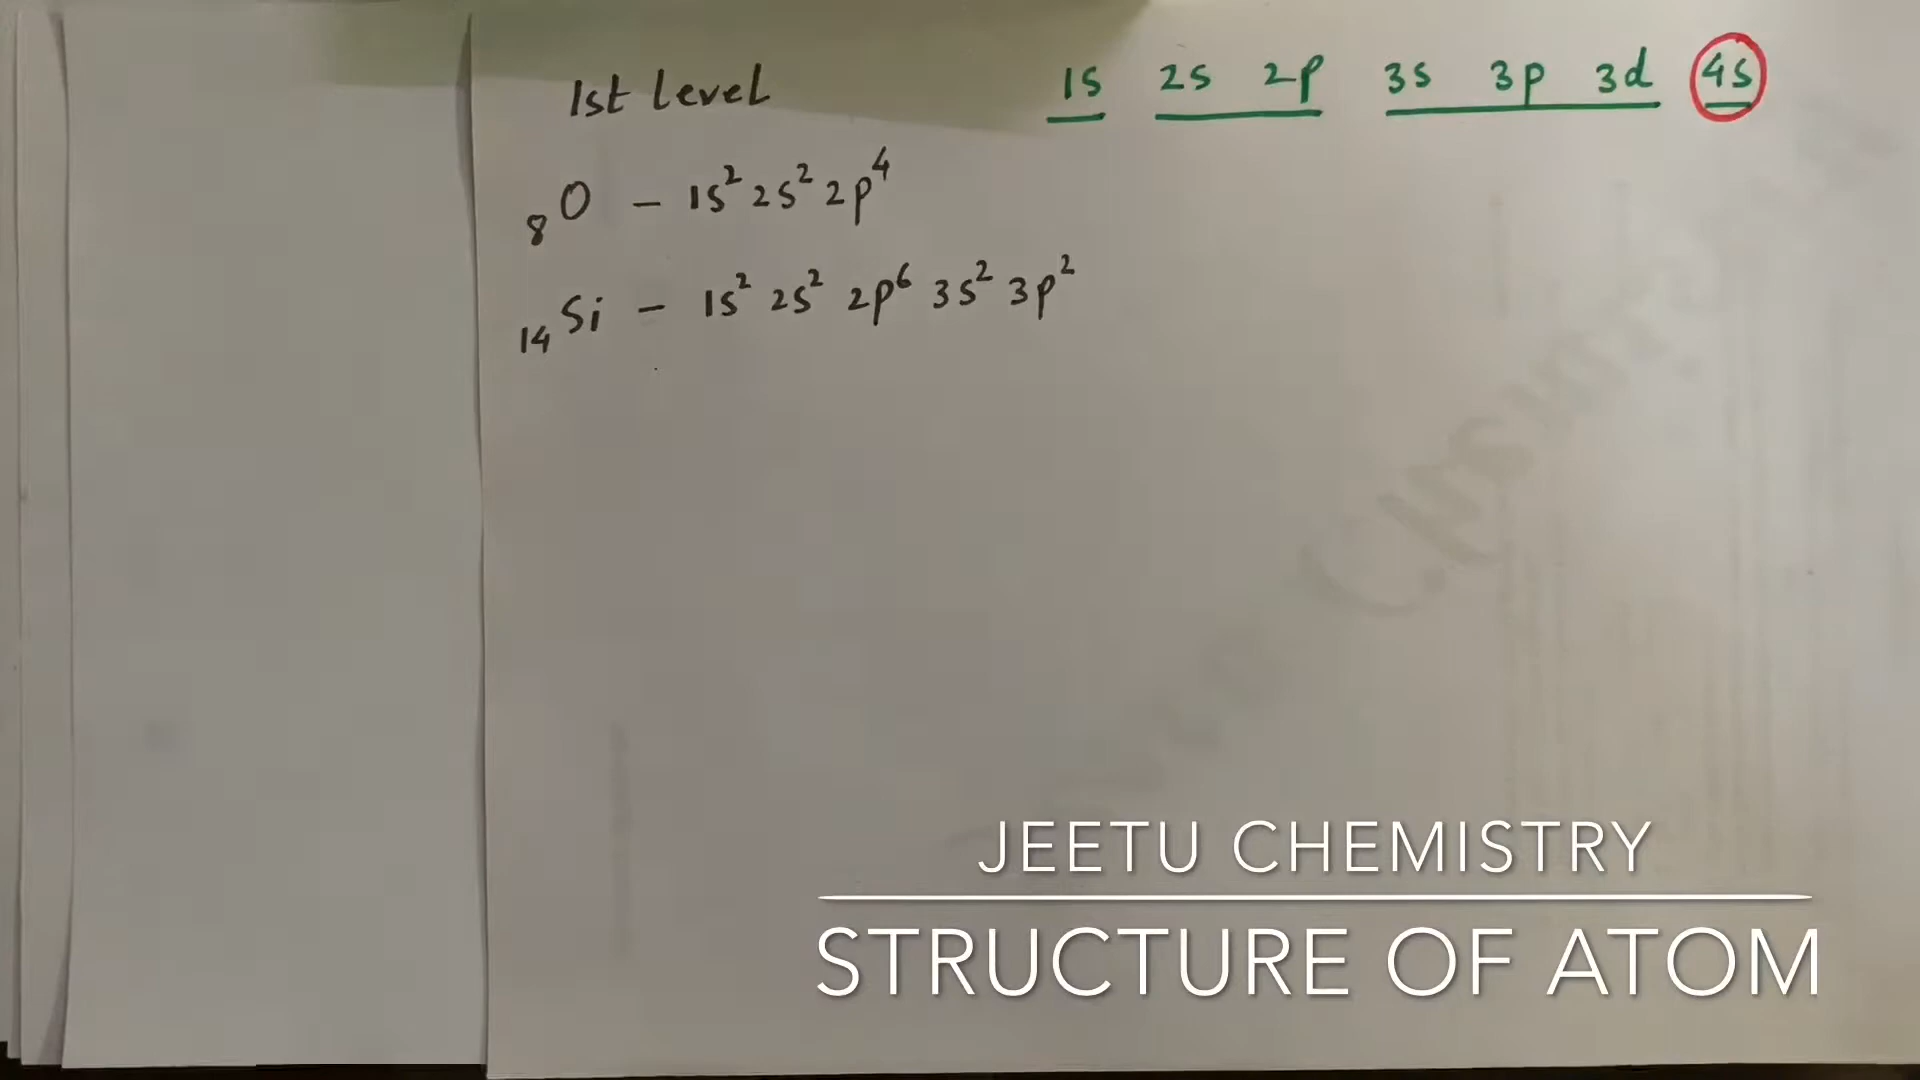 1st level
1s 2s 2p 3s 3p 3d 4s
₈O – 1s² 2s² 2p⁴
₁₄Si – 1s² 2s² 2p⁶ 3s² 3p²
JEETU CHEMISTRY
STRUCTURE OF ATOM